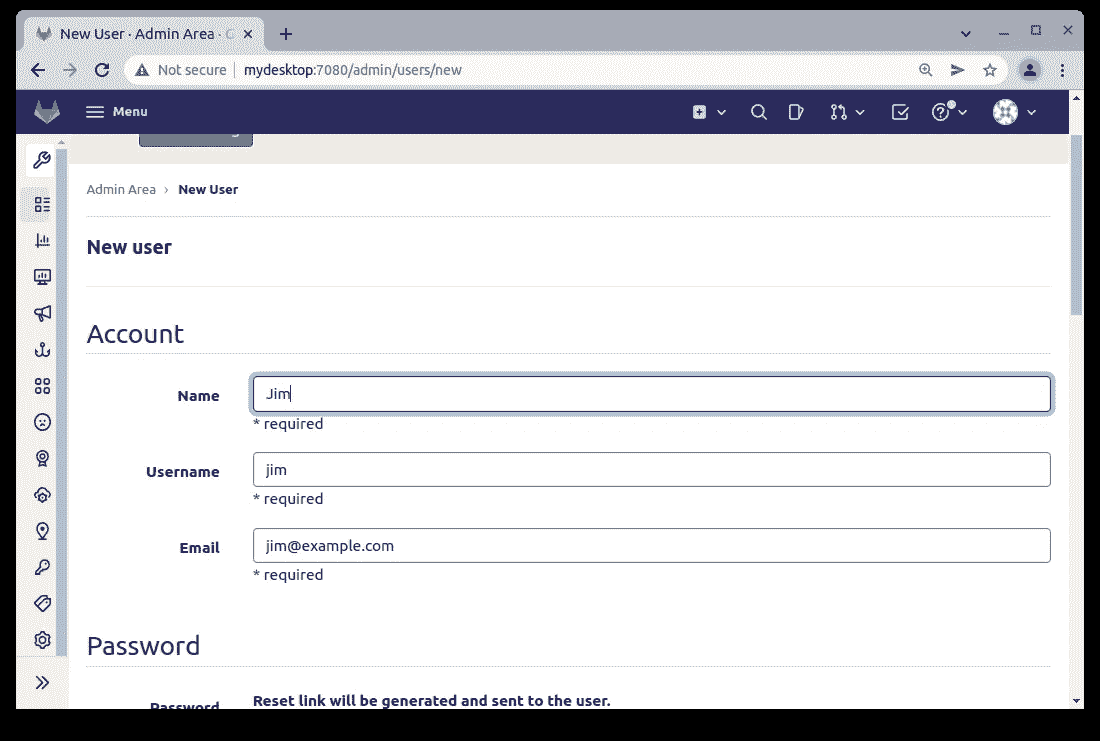 New User · Admin Area ·
Not secure mydesktop:7080/admin/users/new
Menu
Admin Area › New User
New user
Account
Name Jim
* required
Username jim
* required
Email jim@example.com
* required
Password
Password Reset link will be generated and sent to the user.